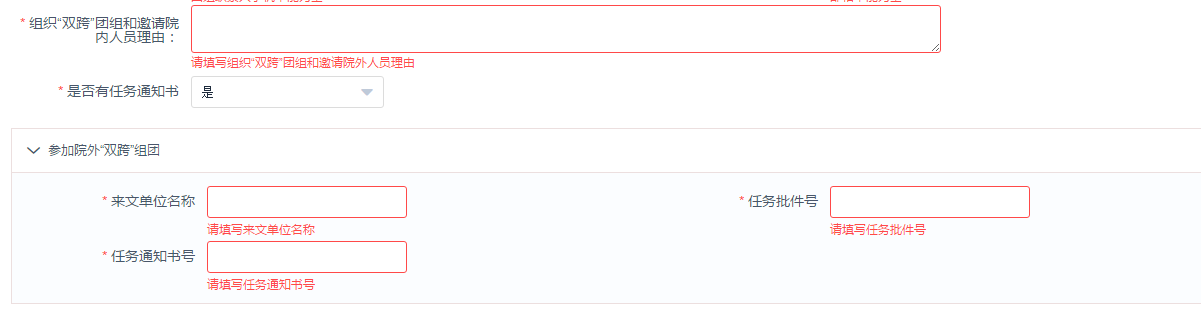 * 组织“双跨”团组和邀请院
内人员理由：
请填写组织“双跨”团组和邀请院外人员理由
* 是否有任务通知书 是
参加院外“双跨”组团
* 来文单位名称 * 任务批件号
请填写来文单位名称 请填写任务批件号
* 任务通知书号
请填写任务通知书号